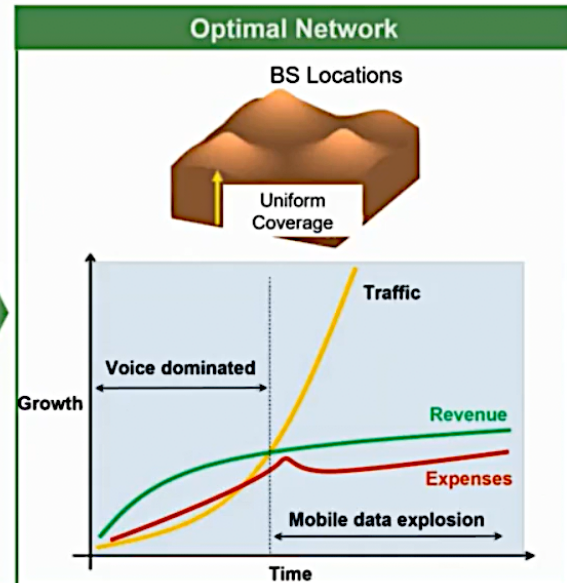 Optimal Network
BS Locations
Uniform
Coverage
Traffic
Voice dominated
Growth
Revenue
Expenses
Mobile data explosion
Time